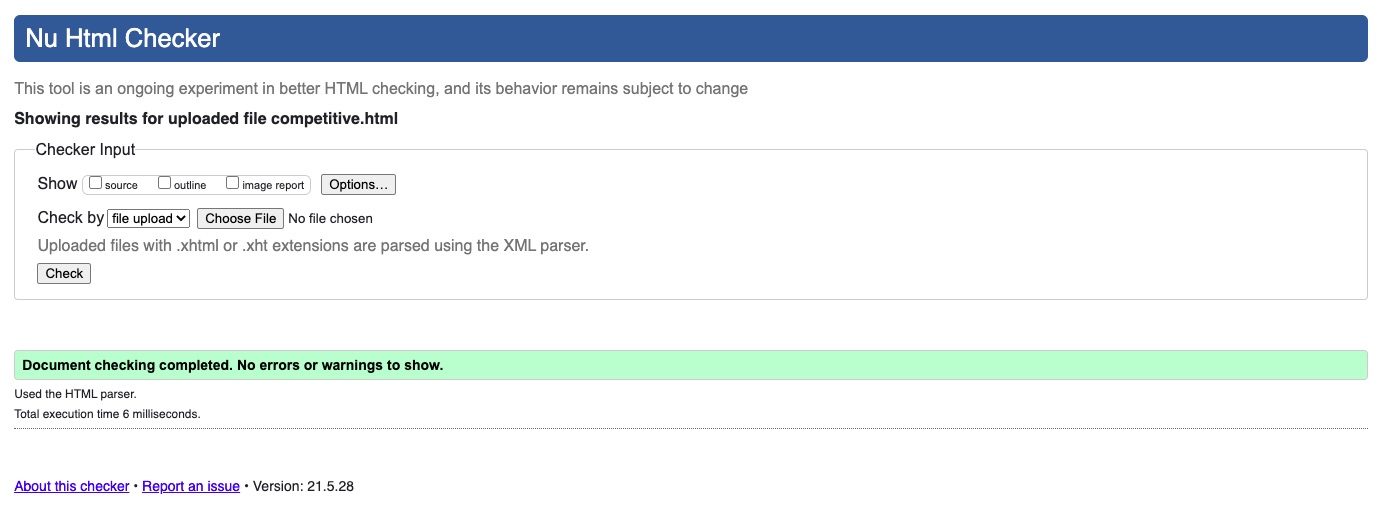 Nu Html Checker
This tool is an ongoing experiment in better HTML checking, and its behavior remains subject to change
Showing results for uploaded file competitive.html
Checker Input
Show source outline image report Options...
Check by file upload Choose File No file chosen
Uploaded files with .xhtml or .xht extensions are parsed using the XML parser.
Check
Document checking completed. No errors or warnings to show.
Used the HTML parser.
Total execution time 6 milliseconds.
About this checker • Report an issue • Version: 21.5.28